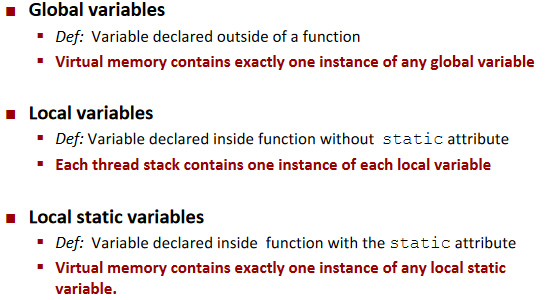 Global variables
Def: Variable declared outside of a function
Virtual memory contains exactly one instance of any global variable
Local variables
Def: Variable declared inside function without static attribute
Each thread stack contains one instance of each local variable
Local static variables
Def: Variable declared inside function with the static attribute
Virtual memory contains exactly one instance of any local static
variable.